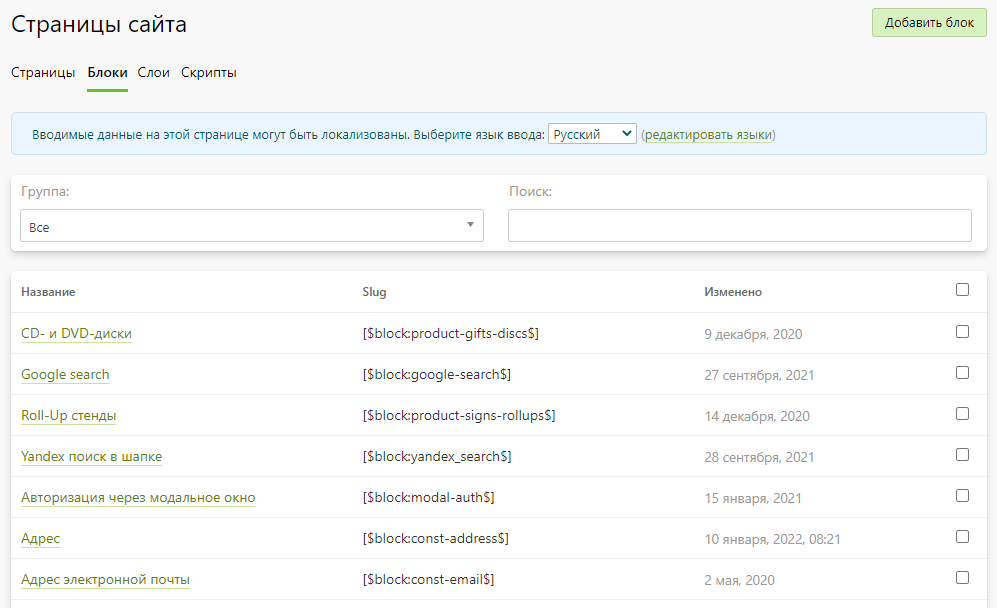 Страницы сайта
Добавить блок
Страницы Блоки Слои Скрипты
Вводимые данные на этой странице могут быть локализованы. Выберите язык ввода: Русский (редактировать языки)
Группа: Поиск:
Все
Название Slug Изменено
CD- и DVD-диски [$block:product-gifts-discs$] 9 декабря, 2020
Google search [$block:google-search$] 27 сентября, 2021
Roll-Up стенды [$block:product-signs-rollups$] 14 декабря, 2020
Yandex поиск в шапке [$block:yandex_search$] 28 сентября, 2021
Авторизация через модальное окно [$block:modal-auth$] 15 января, 2021
Адрес [$block:const-address$] 10 января, 2022, 08:21
Адрес электронной почты [$block:const-email$] 2 мая, 2020